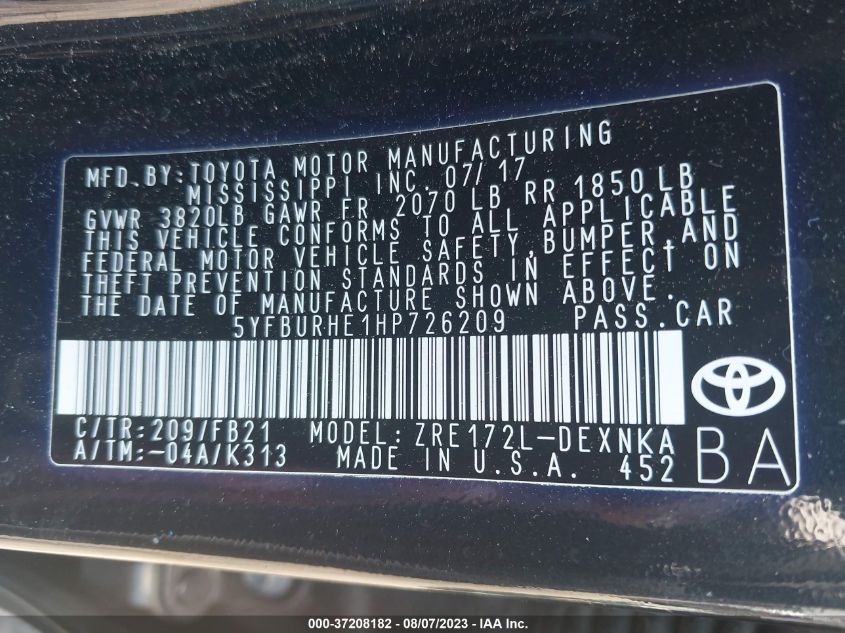 MFD. BY: TOYOTA MOTOR MANUFACTURING
MISSISSIPPI INC. 07/17
GVWR 3820LB GAWR FR 2070 LB RR 1850 LB
THIS VEHICLE CONFORMS TO ALL APPLICABLE
FEDERAL MOTOR VEHICLE SAFETY, BUMPER, AND
THEFT PREVENTION STANDARDS IN EFFECT ON
THE DATE OF MANUFACTURE SHOWN ABOVE.
5YFBURHE1HP726209 PASS. CAR
C/TR: 209/FB21 MODEL: ZRE172L-DEXNKA
A/TM: -04A/K313 MADE IN U.S.A. 452 BA
000-37208182 - 08/07/2023 - IAA Inc.